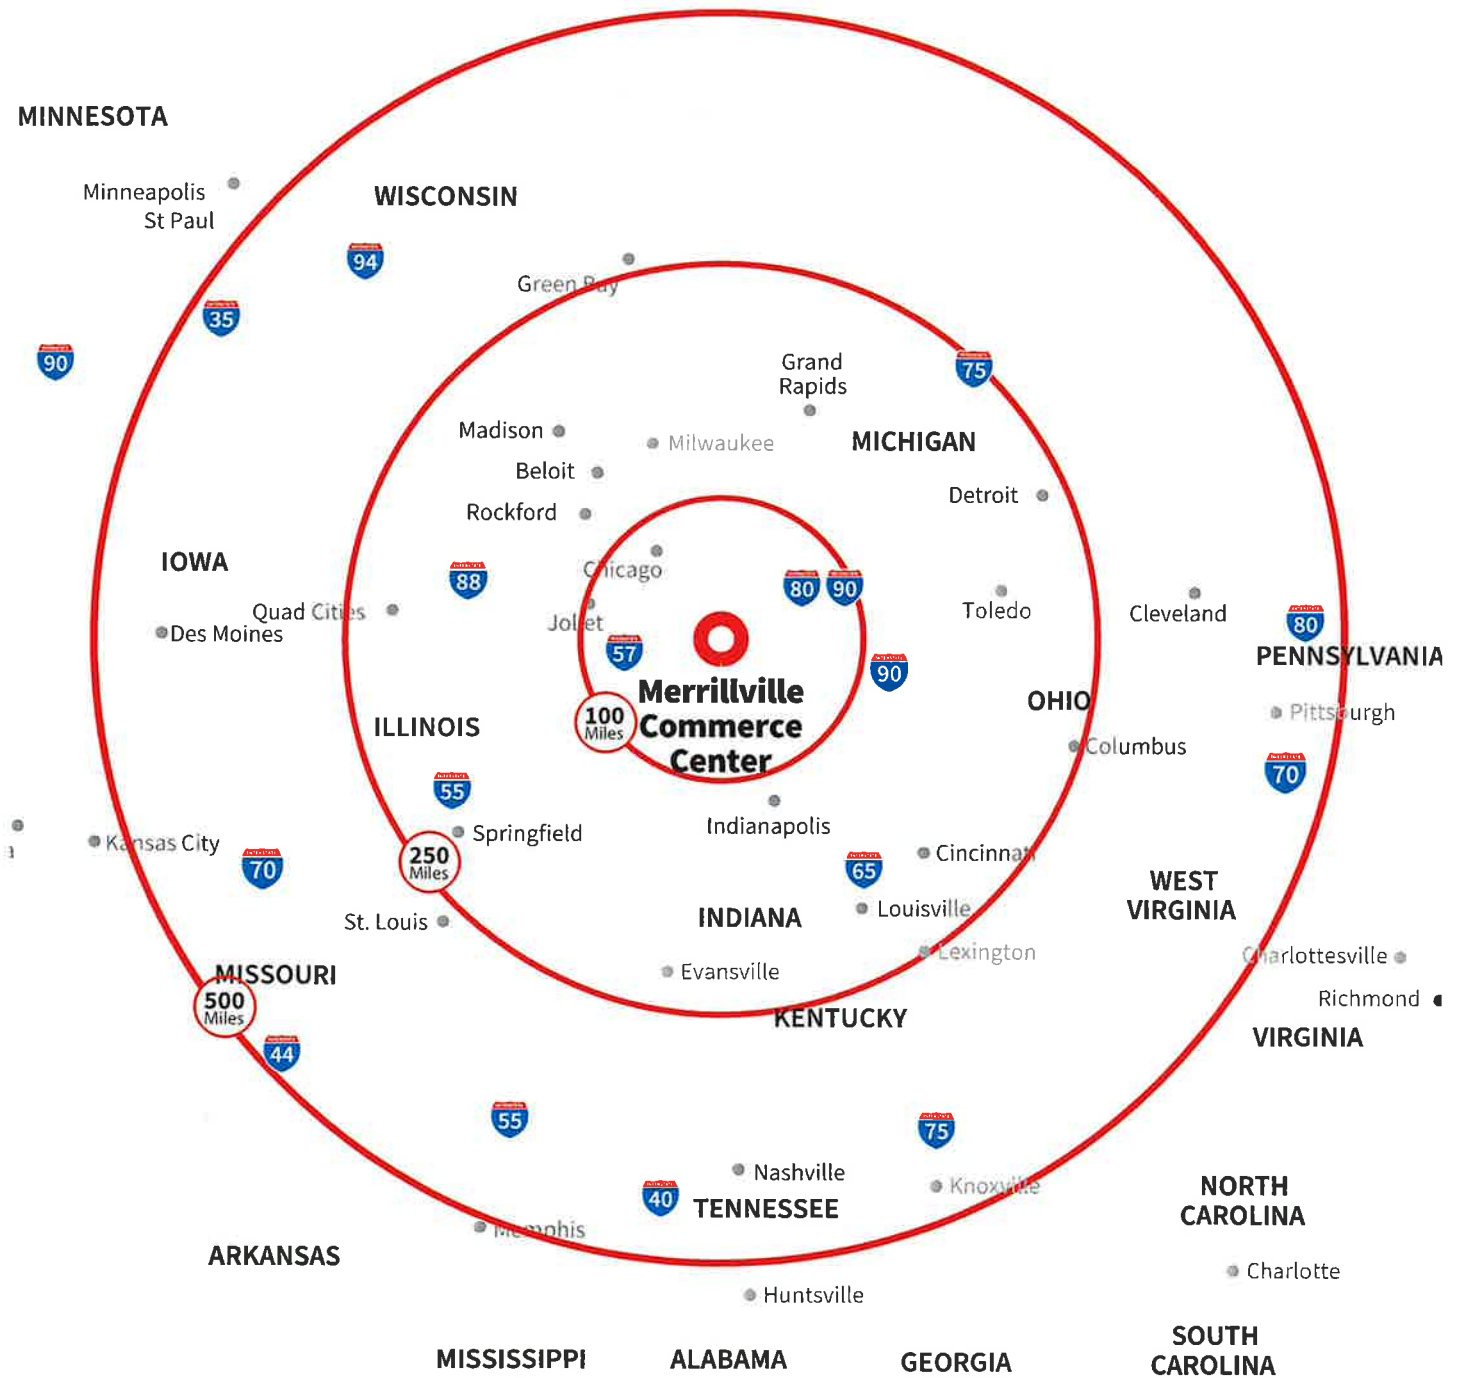 MINNESOTA
Minneapolis
St Paul
WISCONSIN
94
Green Bay
35
90
Grand
Rapids
75
Madison
Milwaukee
MICHIGAN
Beloit
Detroit
Rockford
IOWA
Chicago
88
80
90
Quad Cities
Toledo
Cleveland
Joliet
80
Des Moines
57
PENNSYLVANIA
90
Merrillville
Commerce
Center
100
Miles
OHIO
Pittsburgh
ILLINOIS
Columbus
70
55
Indianapolis
Springfield
Kansas City
250
Miles
70
65
Cincinnati
WEST
VIRGINIA
St. Louis
INDIANA
Louisville
Lexington
Charlottesville
Evansville
MISSOURI
500
Miles
Richmond
KENTUCKY
VIRGINIA
44
55
75
Nashville
Knoxville
40
TENNESSEE
NORTH
CAROLINA
Memphis
ARKANSAS
Charlotte
Huntsville
MISSISSIPPI
ALABAMA
GEORGIA
SOUTH
CAROLINA